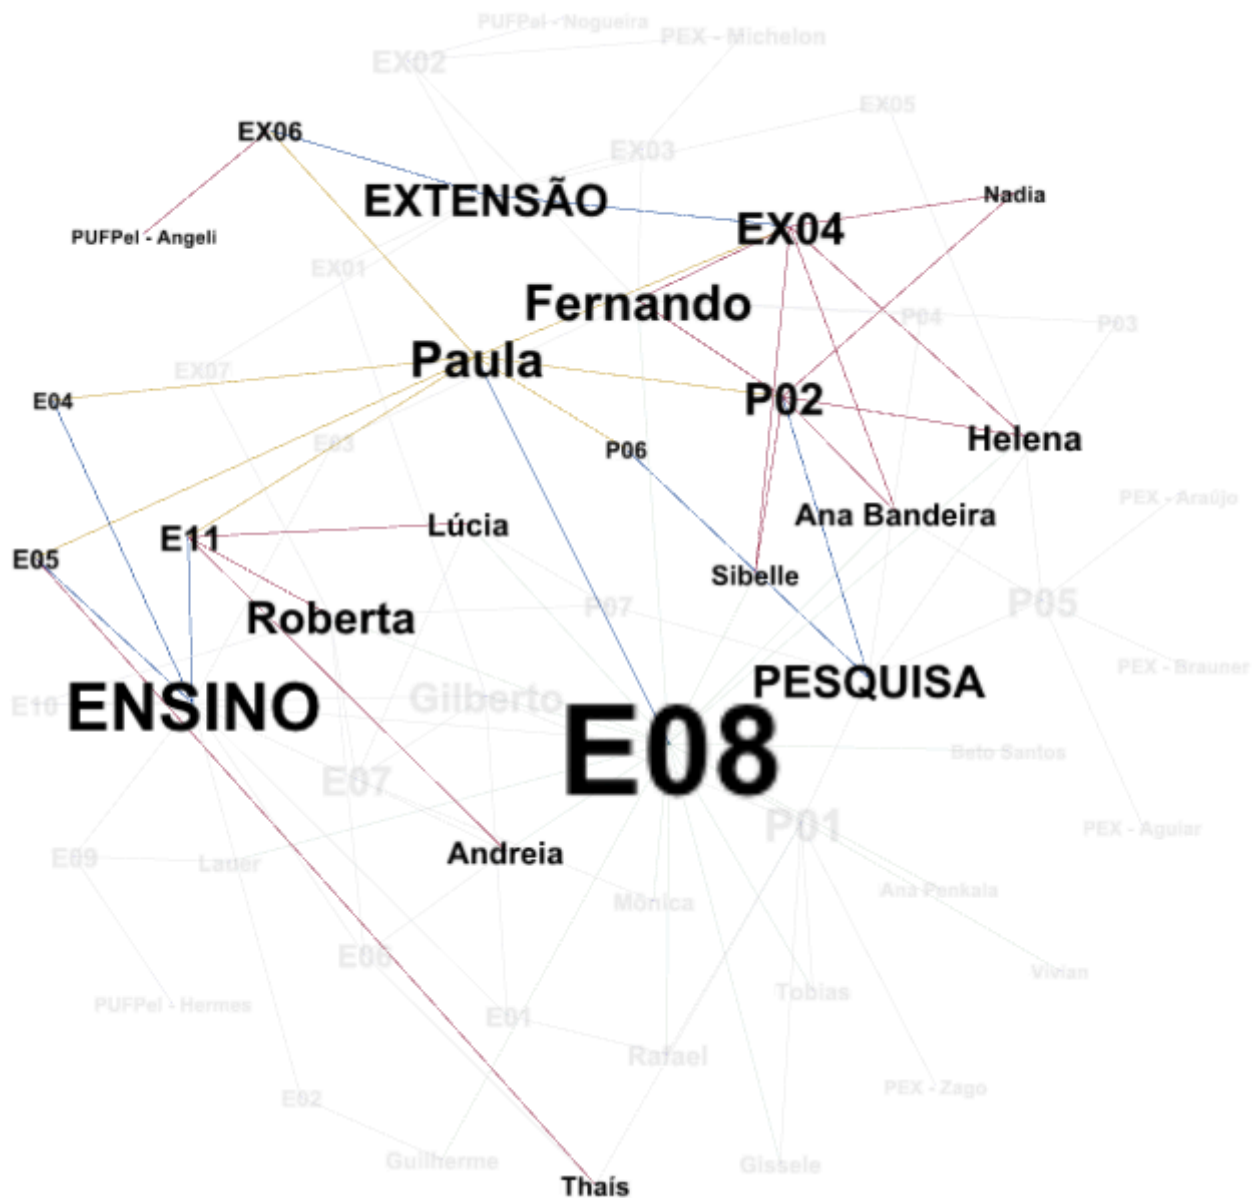 PUFPel - Nogueira
PEX - Michelon
EX02
EX05
EX06
EX03
Nadia
EXTENSÃO
EX04
PUFPel - Angeli
EX01
Fernando
P04
P03
Paula
EX07
E04
P02
E03
P06
Helena
PEX - Araújo
Ana Bandeira
Lúcia
E11
E05
Sibelle
P05
P07
Roberta
PEX - Brauner
PESQUISA
Gilberto
E10
ENSINO
E08
Beto Santos
E07
P01
PEX - Aguiar
Andreia
E09
Lauer
Ana Penkala
Mônica
E06
Vivian
Tobias
PUFPel - Hermes
E01
Rafael
PEX - Zago
E02
Guilherme
Gissele
Thaís